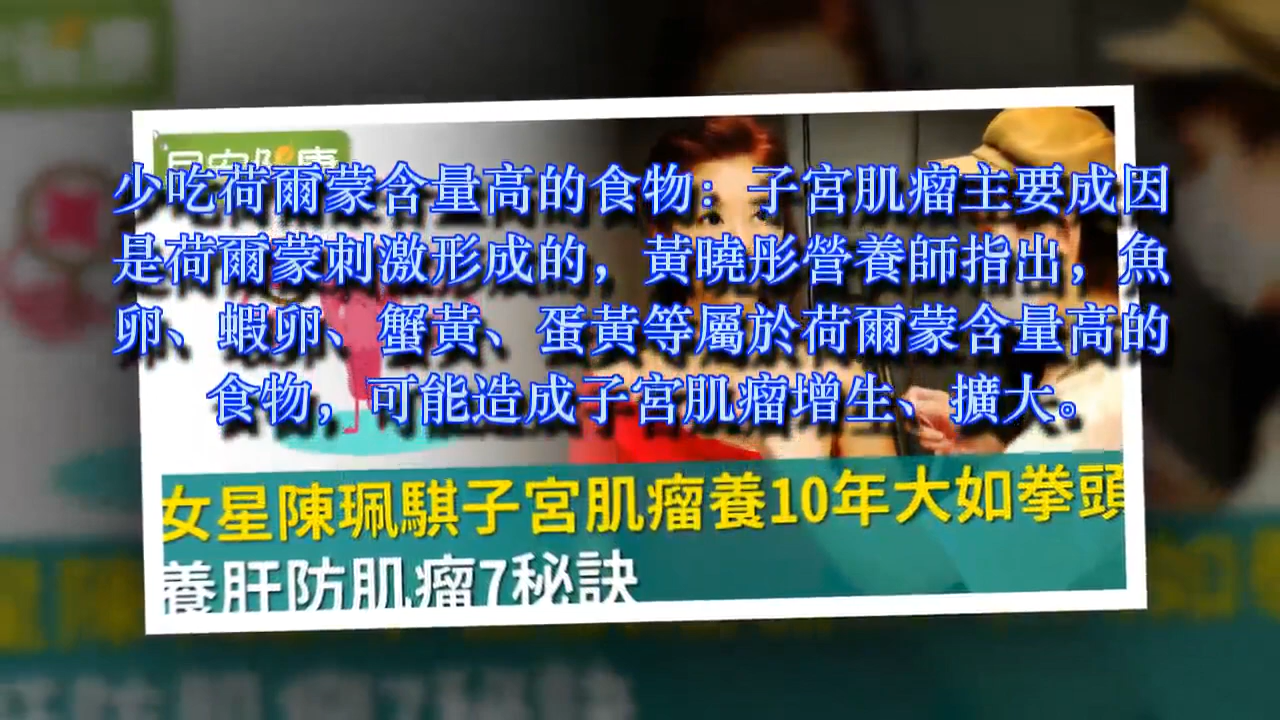 少吃荷爾蒙含量高的食物：子宮肌瘤主要成因
是荷爾蒙刺激形成的，黃曉彤營養師指出，魚
卵、蝦卵、蟹黃、蛋黃等屬於荷爾蒙含量高的
食物，可能造成子宮肌瘤增生、擴大。
女星陳珮騏子宮肌瘤養10年大如拳頭
養肝防肌瘤7秘訣